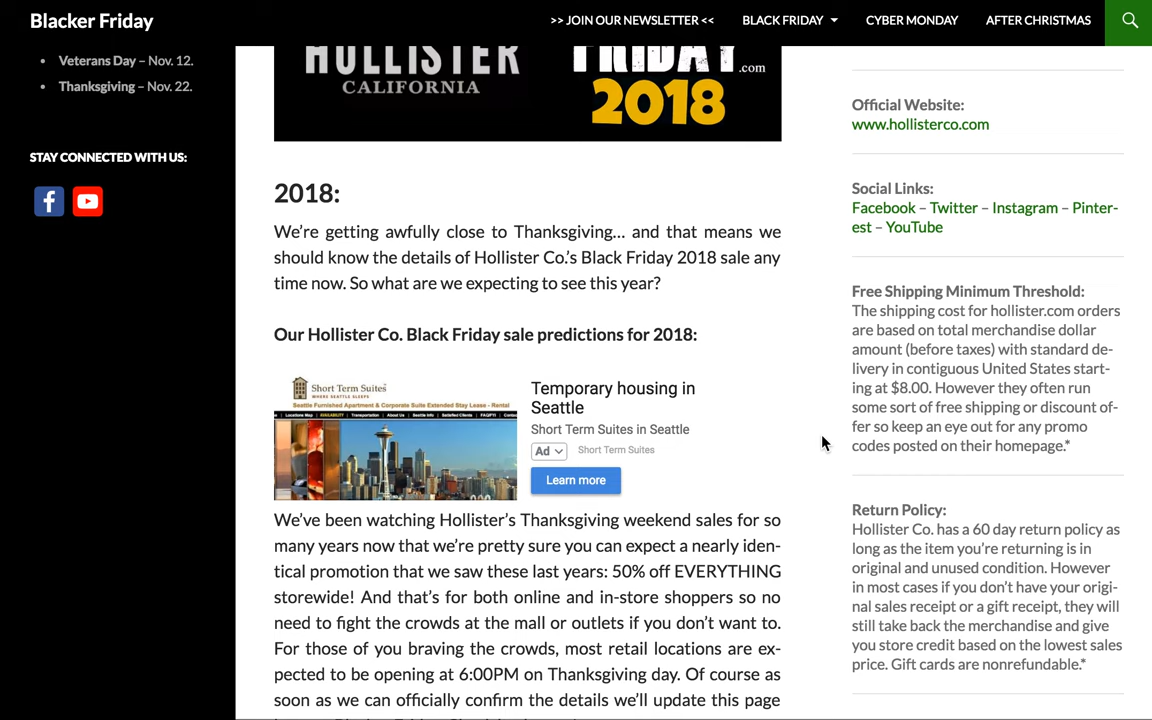 Blacker Friday
>> JOIN OUR NEWSLETTER <<
BLACK FRIDAY
CYBER MONDAY
AFTER CHRISTMAS
Veterans Day – Nov. 12.
Thanksgiving – Nov. 22.
STAY CONNECTED WITH US:
HOLLISTER
CALIFORNIA
FRIDAY
.com
2018
2018:
We’re getting awfully close to Thanksgiving… and that means we
should know the details of Hollister Co.’s Black Friday 2018 sale any
time now. So what are we expecting to see this year?
Our Hollister Co. Black Friday sale predictions for 2018:
Short Term Suites
WHERE SEATTLE SLEEPS
Seattle Furnished Apartment & Corporate Suite Extended Stay Lease - Rental
Temporary housing in
Seattle
Short Term Suites in Seattle
Ad
Short Term Suites
Learn more
We’ve been watching Hollister’s Thanksgiving weekend sales for so
many years now that we’re pretty sure you can expect a nearly iden-
tical promotion that we saw these last years: 50% off EVERYTHING
storewide! And that’s for both online and in-store shoppers so no
need to fight the crowds at the mall or outlets if you don’t want to.
For those of you braving the crowds, most retail locations are ex-
pected to be opening at 6:00PM on Thanksgiving day. Of course as
soon as we can officially confirm the details we’ll update this page
Official Website:
www.hollisterco.com
Social Links:
Facebook – Twitter – Instagram – Pinter-
est – YouTube
Free Shipping Minimum Threshold:
The shipping cost for hollister.com orders
are based on total merchandise dollar
amount (before taxes) with standard de-
livery in contiguous United States start-
ing at $8.00. However they often run
some sort of free shipping or discount of-
fer so keep an eye out for any promo
codes posted on their homepage.*
Return Policy:
Hollister Co. has a 60 day return policy as
long as the item you’re returning is in
original and unused condition. However
in most cases if you don’t have your origi-
nal sales receipt or a gift receipt, they will
still take back the merchandise and give
you store credit based on the lowest sales
price. Gift cards are nonrefundable.*